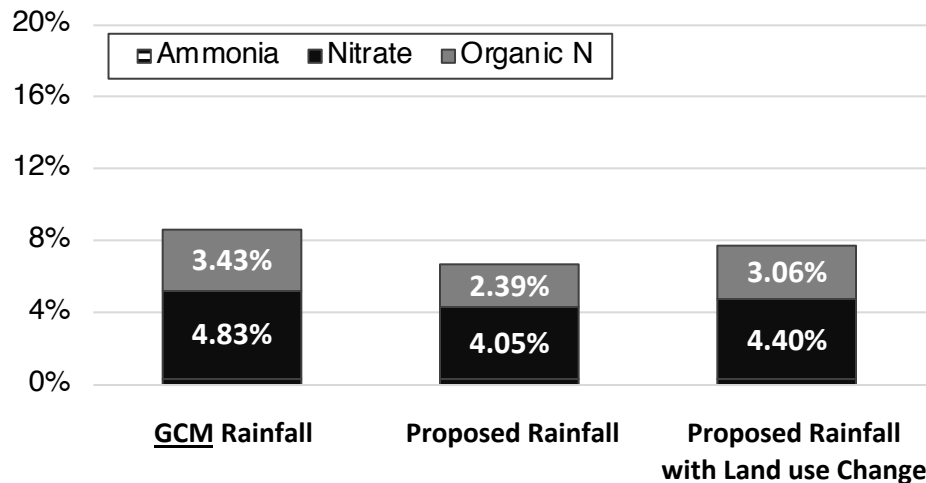 20%
Ammonia Nitrate Organic N
16%
12%
8%
4%
0%
3.43%
2.39%
3.06%
4.83%
4.05%
4.40%
GCM Rainfall
Proposed Rainfall
Proposed Rainfall
with Land use Change